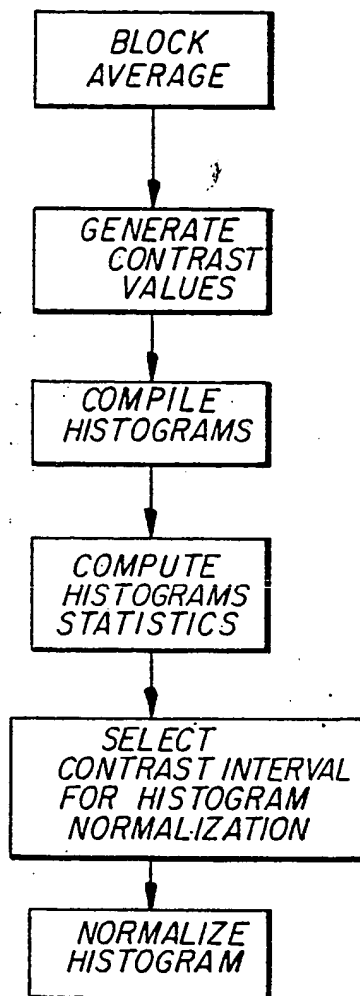 BLOCK
AVERAGE
GENERATE
CONTRAST
VALUES
COMPILE
HISTOGRAMS
COMPUTE
HISTOGRAMS
STATISTICS
SELECT
CONTRAST INTERVAL
FOR HISTOGRAM
NORMALIZATION
NORMALIZE
HISTOGRAM